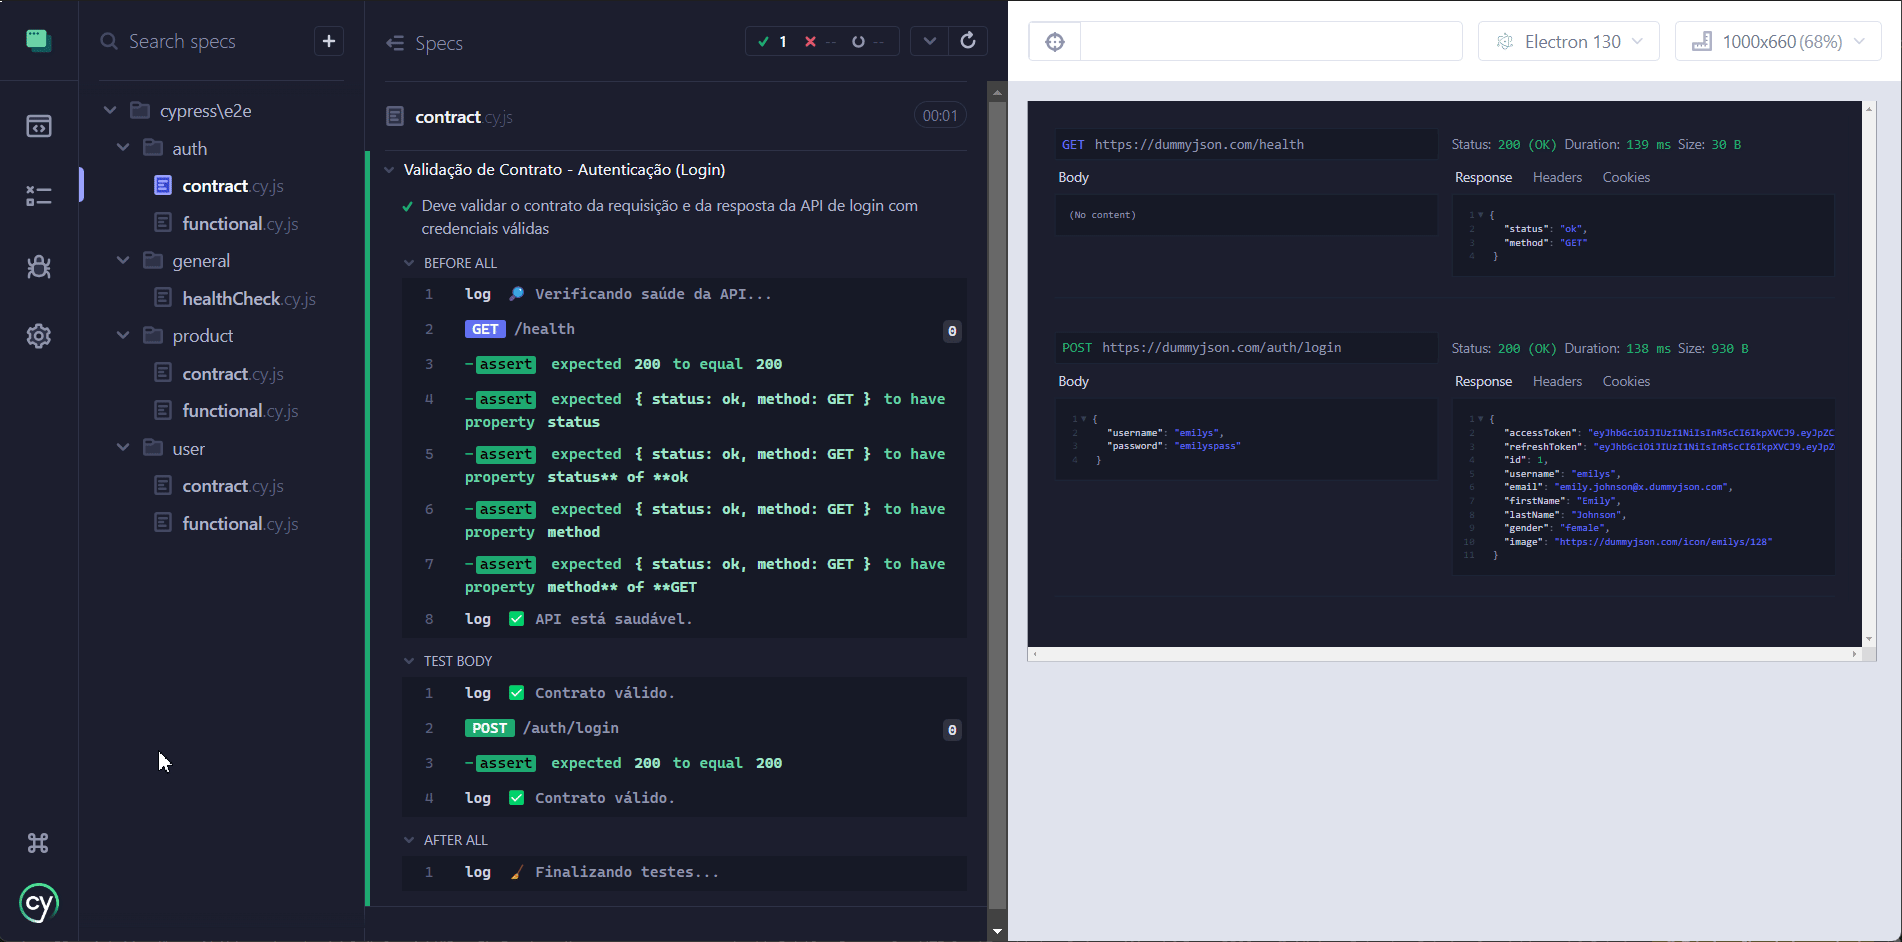 Search specs
+
cypress\e2e
auth
contract.cy.js
functional.cy.js
general
healthCheck.cy.js
product
contract.cy.js
functional.cy.js
user
contract.cy.js
functional.cy.js
cy
Specs
1 -- --
contract.cy.js 00:01
Validação de Contrato - Autenticação (Login)
Deve validar o contrato da requisição e da resposta da API de login com
credenciais válidas
BEFORE ALL
1 log 🔎 Verificando saúde da API...
2 GET /health 0
3 -assert expected 200 to equal 200
4 -assert expected { status: ok, method: GET } to have
property status
5 -assert expected { status: ok, method: GET } to have
property status** of **ok
6 -assert expected { status: ok, method: GET } to have
property method
7 -assert expected { status: ok, method: GET } to have
property method** of **GET
8 log ✅ API está saudável.
TEST BODY
1 log ✅ Contrato válido.
2 POST /auth/login 0
3 -assert expected 200 to equal 200
4 log ✅ Contrato válido.
AFTER ALL
1 log 🧹 Finalizando testes...
Electron 130
1000x660 (68%)
GET https://dummyjson.com/health
Status: 200 (OK) Duration: 139 ms Size: 30 B
Body
(No content)
Response Headers Cookies
1 {
2 "status": "ok",
3 "method": "GET"
4 }
POST https://dummyjson.com/auth/login
Status: 200 (OK) Duration: 138 ms Size: 930 B
Body
1 {
2 "username": "emilys",
3 "password": "emilyspass"
4 }
Response Headers Cookies
1 {
2 "accessToken": "eyJhbGciOiJIUzI1NiIsInR5cCI6IkpXVCJ9.eyJpZC
3 "refreshToken": "eyJhbGciOiJIUzI1NiIsInR5cCI6IkpXVCJ9.eyJpZ
4 "id": 1,
5 "username": "emilys",
6 "email": "emily.johnson@x.dummyjson.com",
7 "firstName": "Emily",
8 "lastName": "Johnson",
9 "gender": "female",
10 "image": "https://dummyjson.com/icon/emilys/128"
11 }